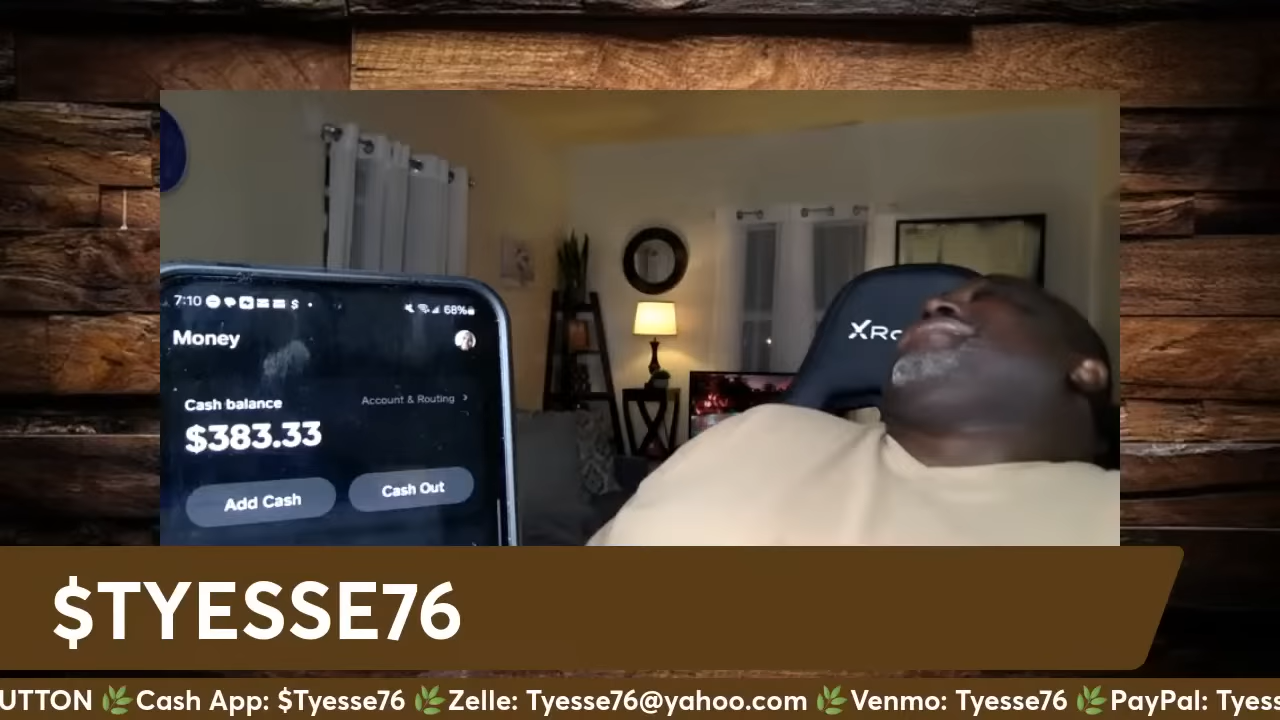 7:10
68%
Money
Cash balance
Account & Routing >
$383.33
Add Cash
Cash Out
$TYESSE76
UTTON 🌿Cash App: $Tyesse76 🌿Zelle: Tyesse76@yahoo.com 🌿Venmo: Tyesse76 🌿PayPal: Tyess